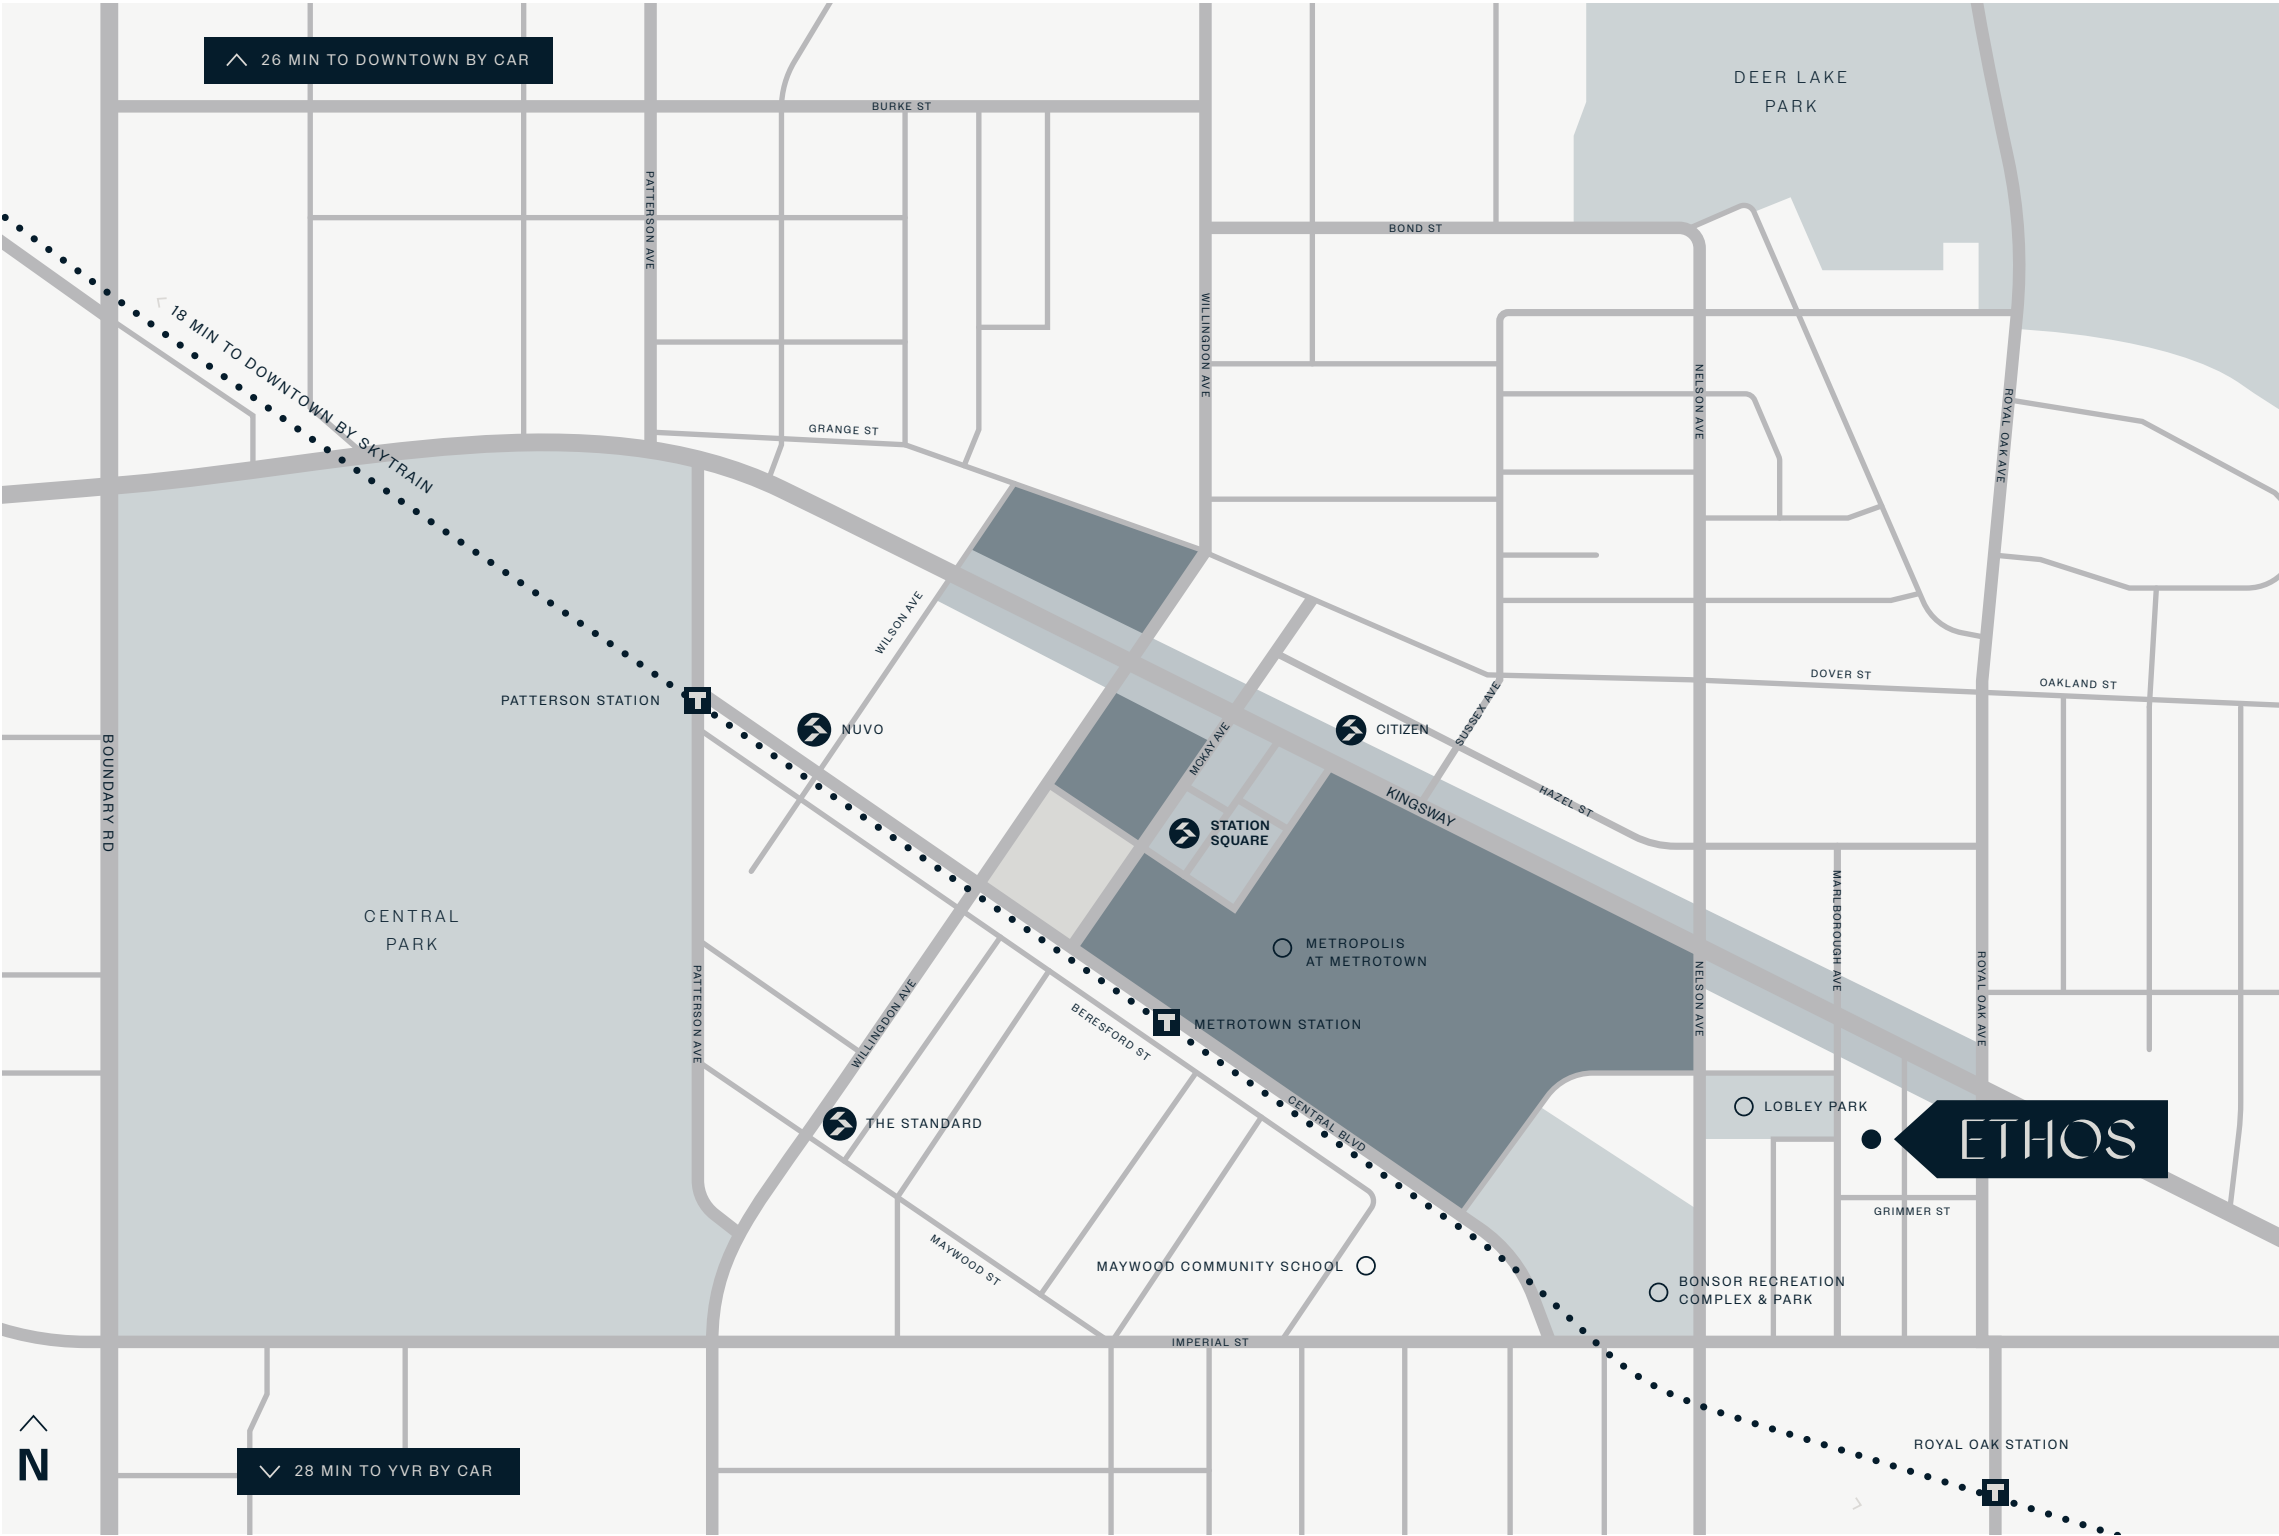 26 MIN TO DOWNTOWN BY CAR
DEER LAKE
PARK
BURKE ST
PATTERSON AVE
BOND ST
WILLINGDON AVE
18 MIN TO DOWNTOWN BY SKYTRAIN
NELSON AVE
ROYAL OAK AVE
GRANGE ST
WILSON AVE
DOVER ST
OAKLAND ST
PATTERSON STATION
NUVO
CITIZEN
SUSSEX AVE
MCKAY AVE
BOUNDARY RD
KINGSWAY
HAZEL ST
STATION
SQUARE
MARLBOROUGH AVE
CENTRAL
PARK
METROPOLIS
AT METROTOWN
PATTERSON AVE
WILLINGDON AVE
NELSON AVE
ROYAL OAK AVE
BERESFORD ST
T
METROTOWN STATION
T
CENTRAL BLVD
LOBLEY PARK
THE STANDARD
ETHOS
GRIMMER ST
MAYWOOD ST
MAYWOOD COMMUNITY SCHOOL
BONSOR RECREATION
COMPLEX & PARK
IMPERIAL ST
N
28 MIN TO YVR BY CAR
ROYAL OAK STATION
T